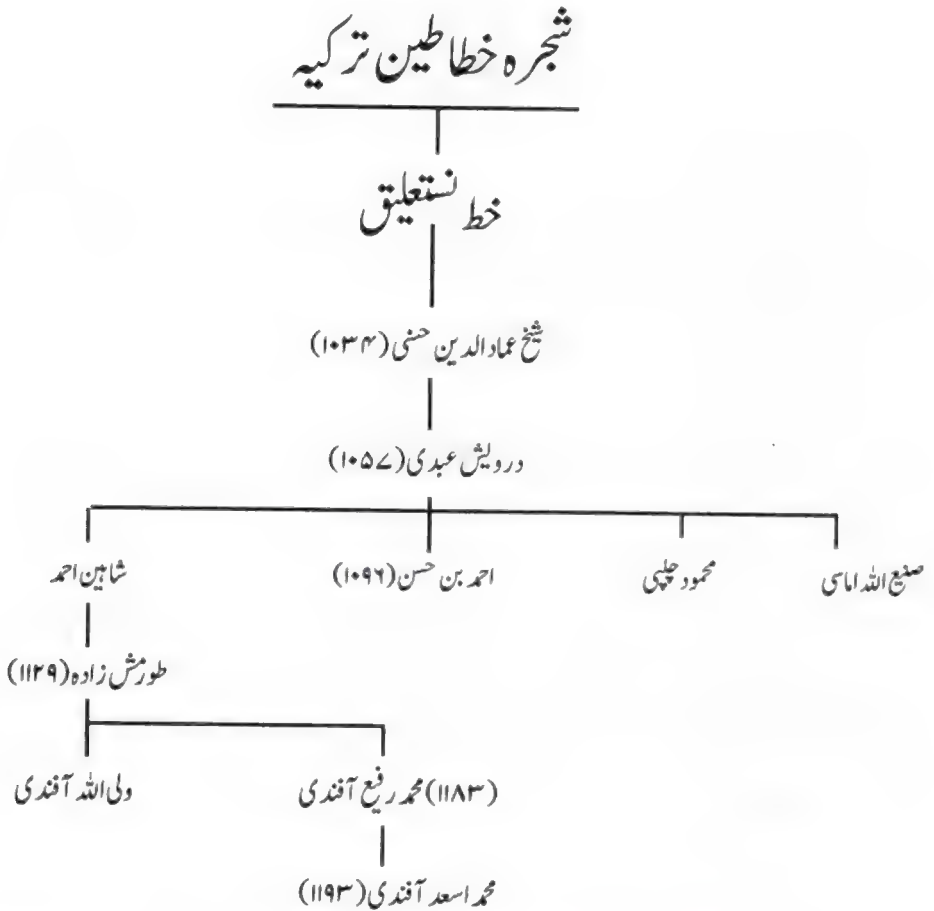 شجرہ خطاطین ترکیہ
خط نستعلیق
شیخ عماد الدین حسنی (۱۰۳۴)
درویش عبدی (۱۰۵۷)
صنیع اللہ اماسی محمود چلپی احمد بن حسن (۱۰۹۶) شاہین احمد
طورمش زادہ (۱۱۲۹)
(۱۱۸۳) محمد رفیع آفندی ولی اللہ آفندی
محمد اسعد آفندی (۱۱۹۳)